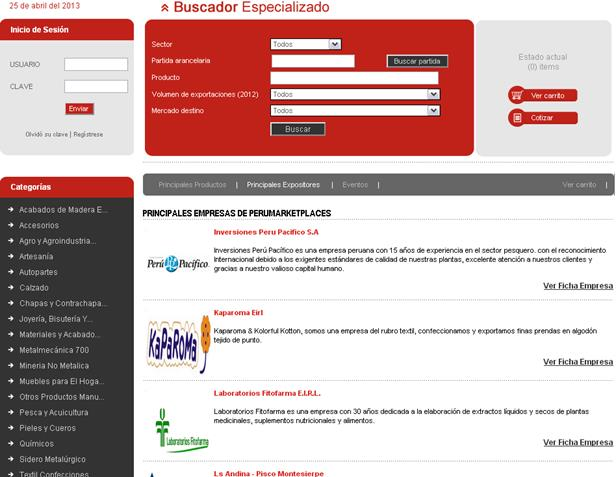 25 de abril del 2013
Buscador Especializado
Inicio de Sesión
USUARIO
CLAVE
Enviar
Olvidó su clave | Regístrese
Sector
Todos
Partida arancelaria
Buscar partida
Producto
Volumen de exportaciones (2012)
Todos
Mercado destino
Todos
Buscar
Estado actual
(0) items
Ver carrito
Cotizar
Categorías
Acabados de Madera E...
Accesorios
Agro y Agroindustria...
Artesanía
Autopartes
Calzado
Chapas y Contrachapa...
Joyería, Bisutería Y...
Materiales y Acabado...
Metalmecánica 700
Mineria No Metalica
Muebles para El Hoga...
Otros Productos Manu...
Pesca y Acuicultura
Pieles y Cueros
Químicos
Sidero Metalúrgico
Textil Confecciones
Principales Productos | Principales Expositores | Eventos | Ver carrito |
PRINCIPALES EMPRESAS DE PERUMARKETPLACES
Inversiones Peru Pacifico S.A
Perú Pacífico
Inversiones Perú Pacífico es una empresa peruana con 15 años de experiencia en el sector pesquero. con el reconocimiento
Internacional debido a los exigentes estándares de calidad de nuestras plantas, excelente atención a nuestros clientes y
gracias a nuestro valioso capital humano.
Ver Ficha Empresa
Kaparoma Eirl
KaPaROMa
Kaparoma & Kolorful Kotton, somos una empresa del rubro textil, confeccionamos y exportamos finas prendas en algodón
tejido de punto.
Ver Ficha Empresa
Laboratorios Fitofarma E.I.R.L.
Laboratorios Fitofarma
Laboratorios Fitofarma es una empresa con 30 años dedicada a la elaboración de extractos líquidos y secos de plantas
medicinales, suplementos nutricionales y alimentos.
Ver Ficha Empresa
Ls Andina - Pisco Montesierpe